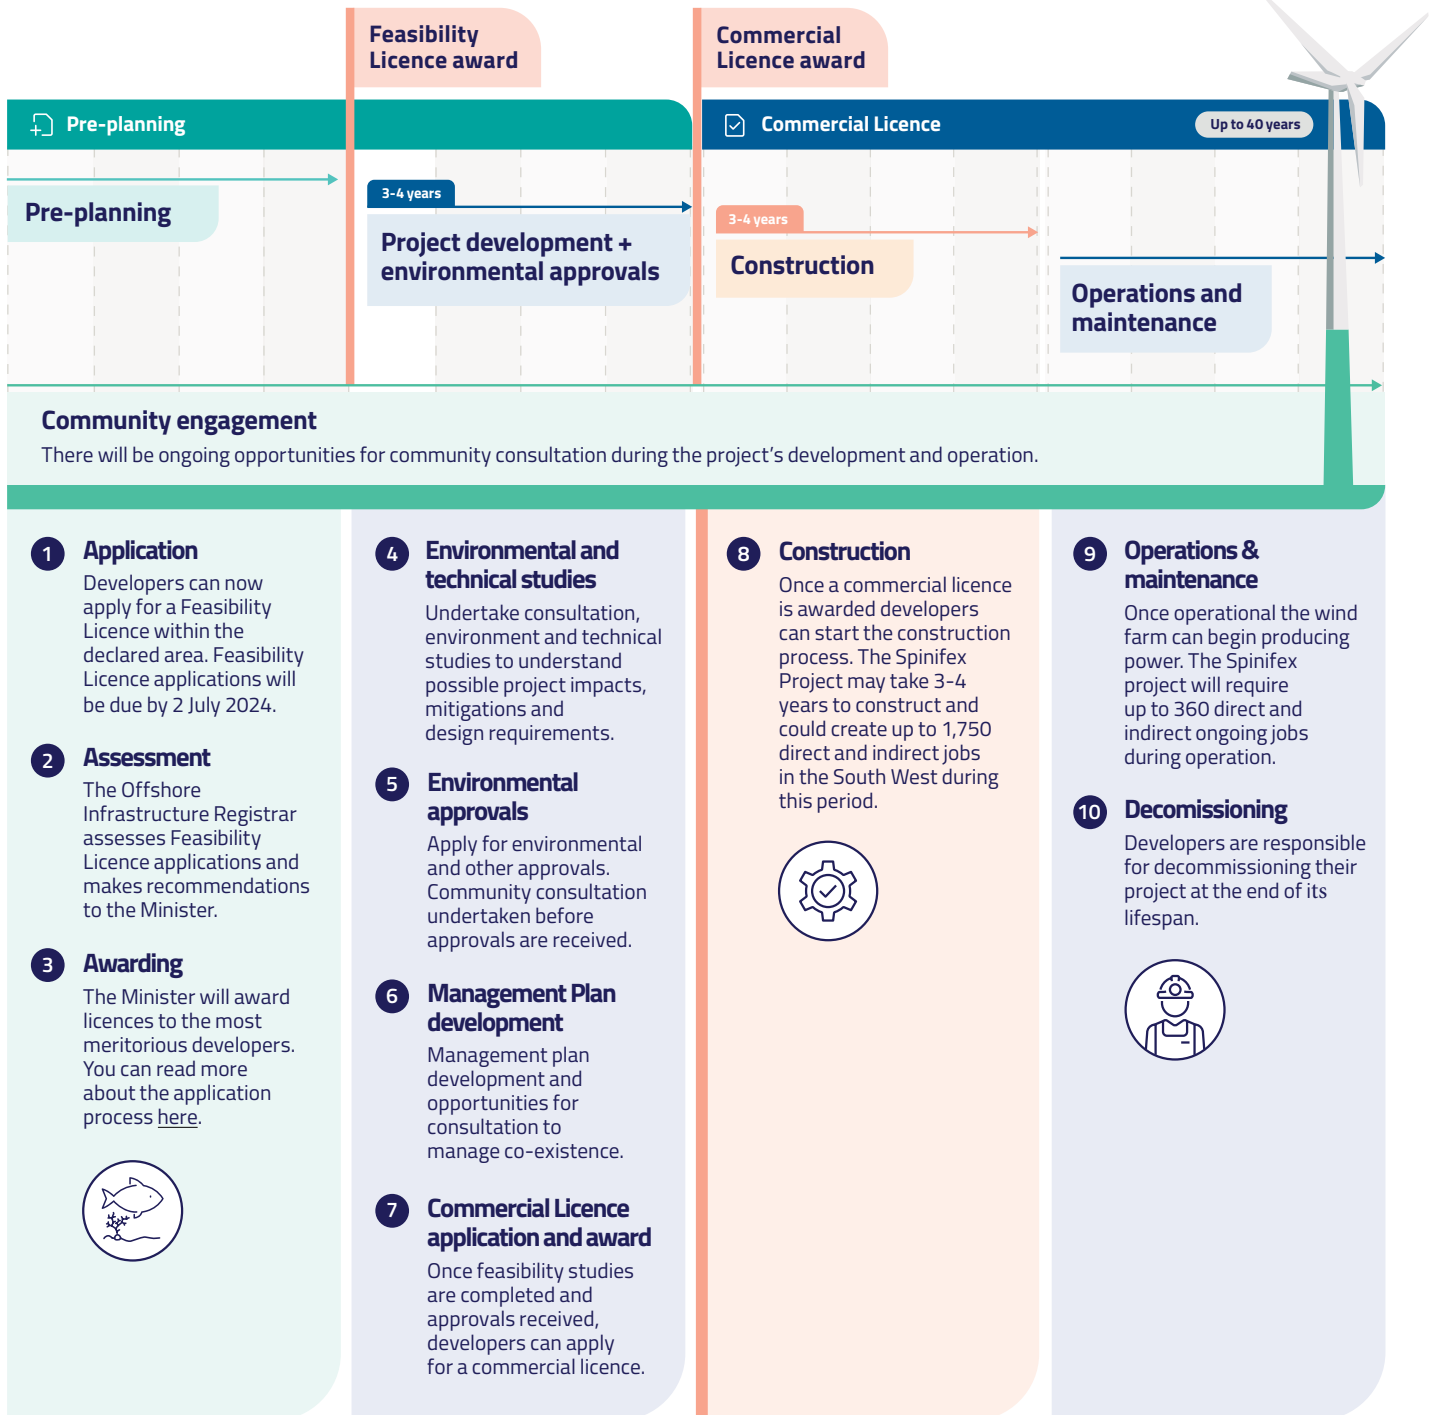 Feasibility
Licence award
Commercial
Licence award
Pre-planning
Commercial Licence
Up to 40 years
Pre-planning
3-4 years
Project development +
environmental approvals
3-4 years
Construction
Operations and
maintenance
Community engagement
There will be ongoing opportunities for community consultation during the project's development and operation.
1
Application
Developers can now
apply for a Feasibility
Licence within the
declared area. Feasibility
Licence applications will
be due by 2 July 2024.
2
Assessment
The Offshore
Infrastructure Registrar
assesses Feasibility
Licence applications and
makes recommendations
to the Minister.
3
Awarding
The Minister will award
licences to the most
meritorious developers.
You can read more
about the application
process here.
4
Environmental and
technical studies
Undertake consultation,
environment and technical
studies to understand
possible project impacts,
mitigations and
design requirements.
5
Environmental
approvals
Apply for environmental
and other approvals.
Community consultation
undertaken before
approvals are received.
6
Management Plan
development
Management plan
development and
opportunities for
consultation to
manage co-existence.
7
Commercial Licence
application and award
Once feasibility studies
are completed and
approvals received,
developers can apply
for a commercial licence.
8
Construction
Once a commercial licence
is awarded developers
can start the construction
process. The Spinifex
Project may take 3-4
years to construct and
could create up to 1,750
direct and indirect jobs
in the South West during
this period.
9
Operations &
maintenance
Once operational the wind
farm can begin producing
power. The Spinifex
project will require
up to 360 direct and
indirect ongoing jobs
during operation.
10
Decomissioning
Developers are responsible
for decommissioning their
project at the end of its
lifespan.